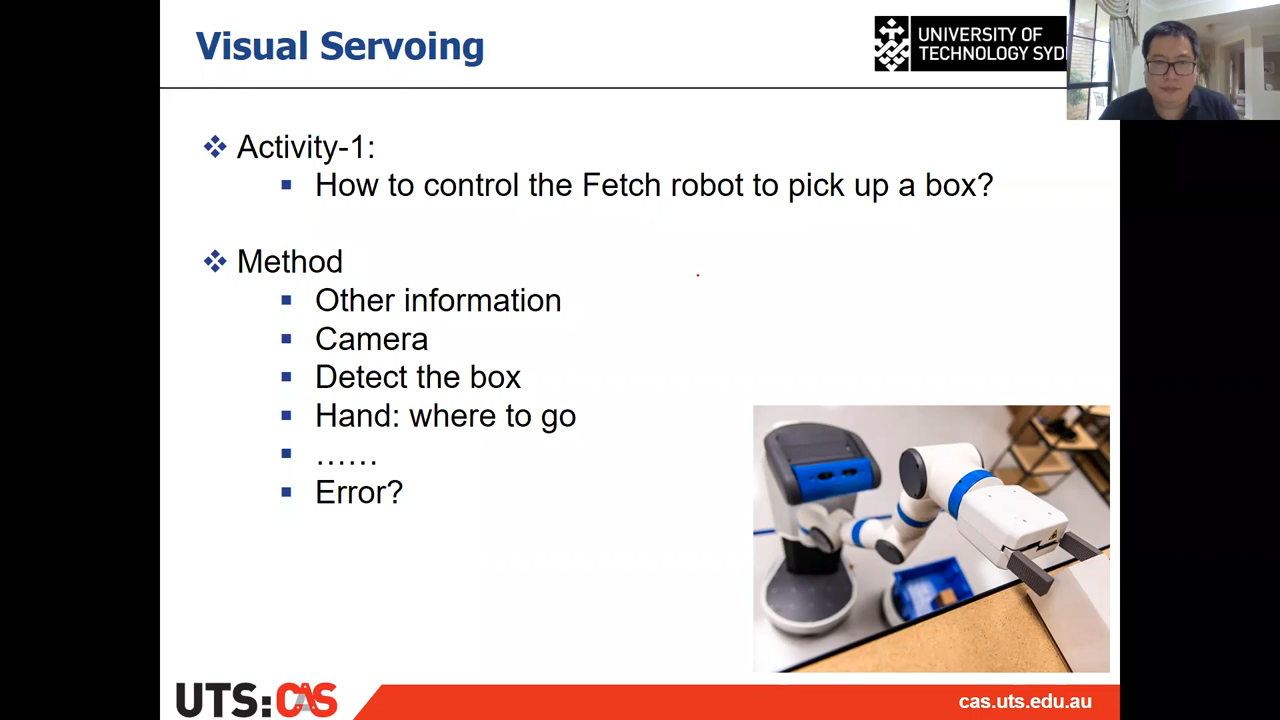 Visual Servoing
UNIVERSITY OF
TECHNOLOGY SYD
Activity-1:
How to control the Fetch robot to pick up a box?
Method
Other information
Camera
Detect the box
Hand: where to go
......
Error?
UTS:CAS
cas.uts.edu.au